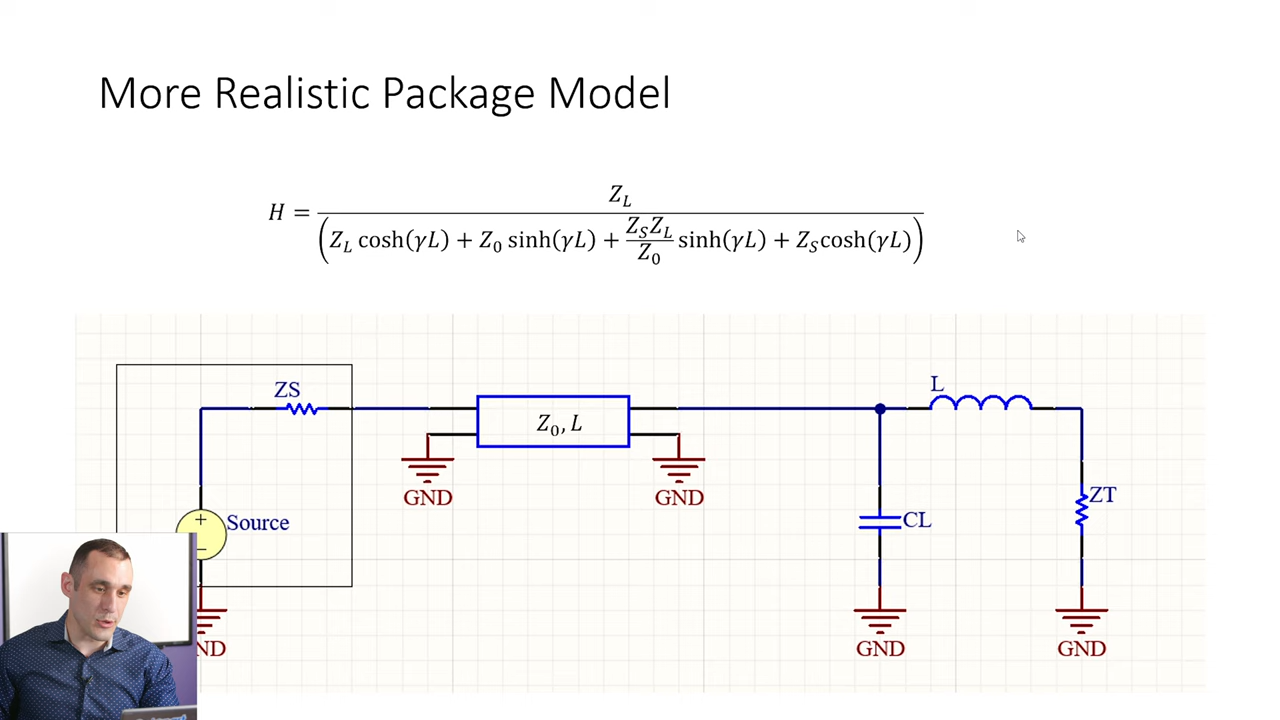 More Realistic Package Model
H = Z_L / (Z_L cosh(γL) + Z_0 sinh(γL) + Z_S Z_L / Z_0 sinh(γL) + Z_S cosh(γL))
ZS
L
Z_0, L
Source
+
−
GND
GND
CL
ZT
ND
GND
GND